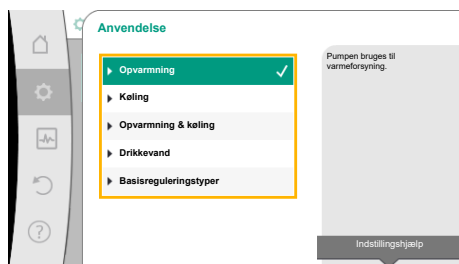 Anvendelse
Opvarmning
Køling
Opvarmning & køling
Drikkevand
Basisreguleringstyper
Pumpen bruges til
varmeforsyning.
Indstillingshjælp